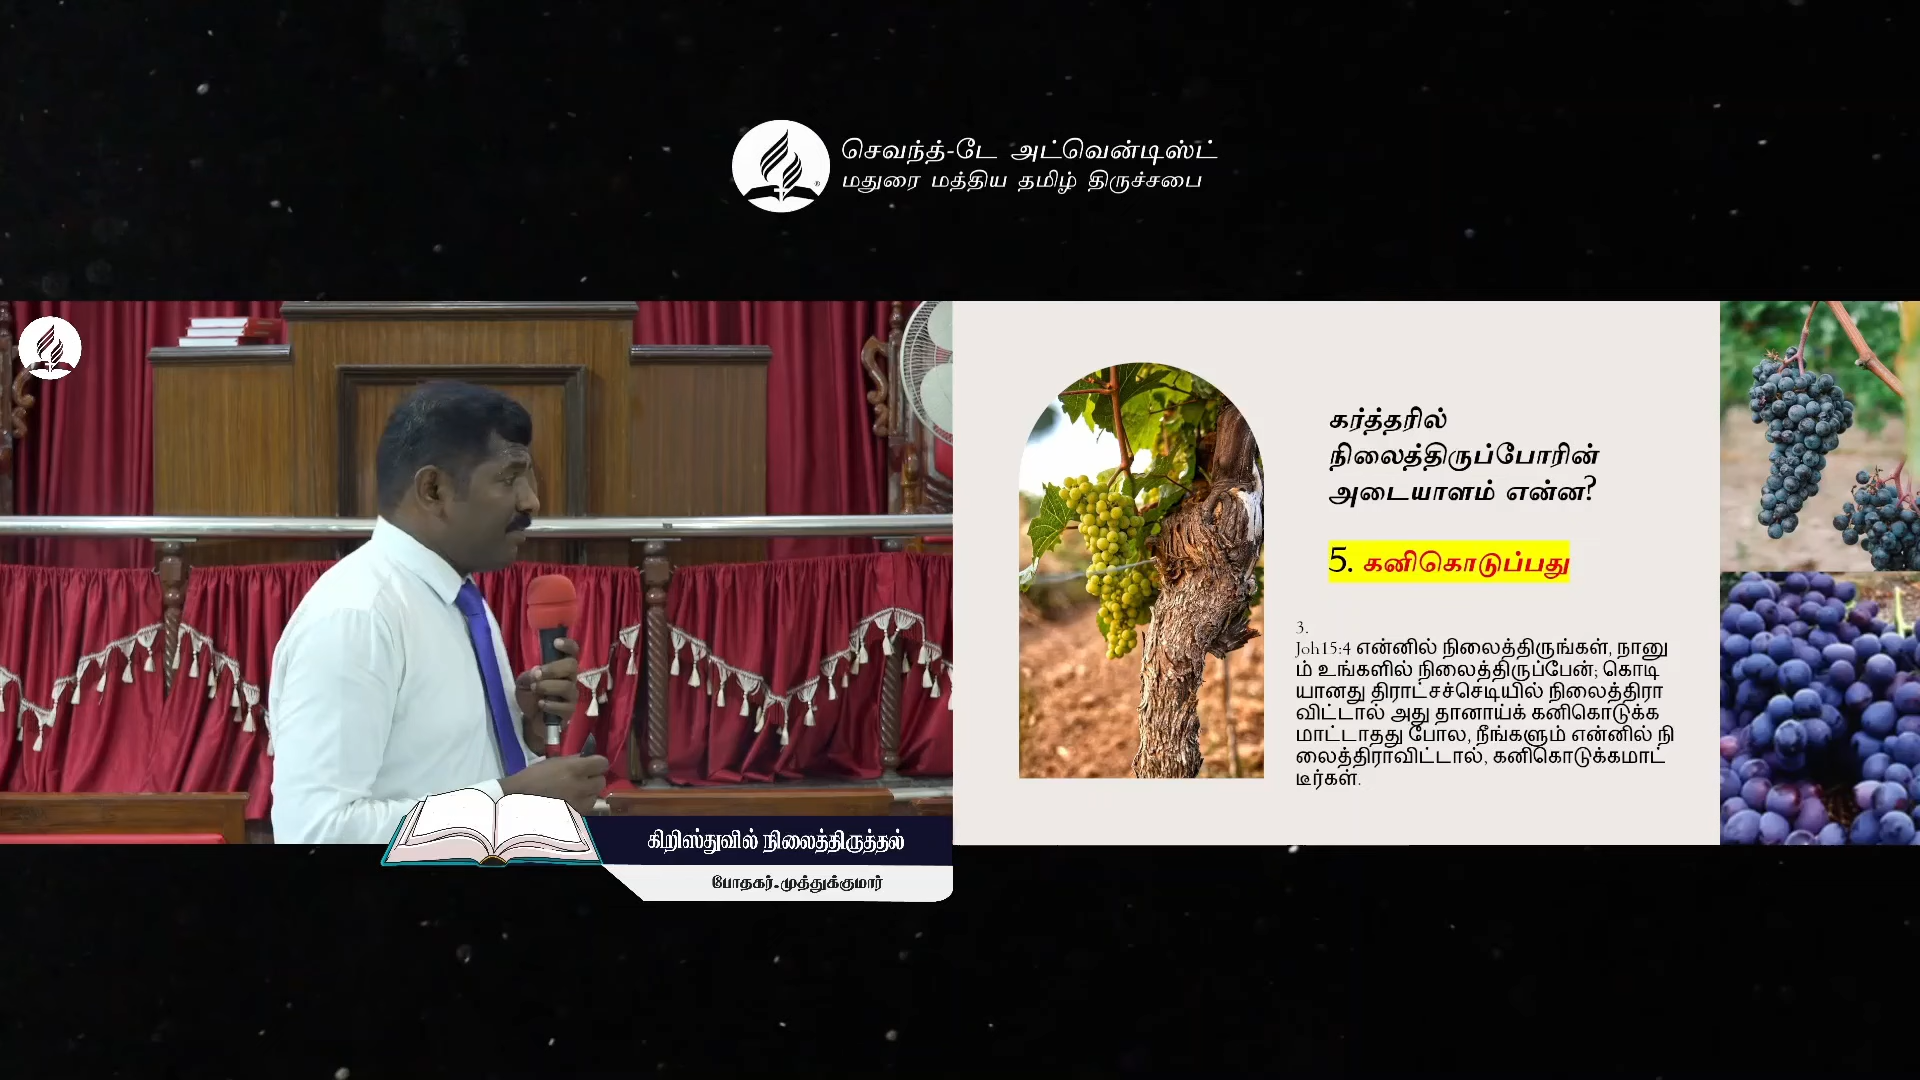 செவந்த்-டே அட்வென்டிஸ்ட்
மதுரை மத்திய தமிழ் திருச்சபை
கர்த்தரில்
நிலைத்திருப்போரின்
அடையாளம் என்ன?
5. கனிகொடுப்பது
3.
Joh15:4 என்னில் நிலைத்திருங்கள், நானு
ம் உங்களில் நிலைத்திருப்பேன்; கொடி
யானது திராட்சச்செடியில் நிலைத்திரா
விட்டால் அது தானாய்க் கனிகொடுக்க
மாட்டாதது போல, நீங்களும் என்னில் நி
லைத்திராவிட்டால், கனிகொடுக்கமாட்
டீர்கள்.
கிறிஸ்துவில் நிலைத்திருத்தல்
போதகர்.முத்துக்குமார்